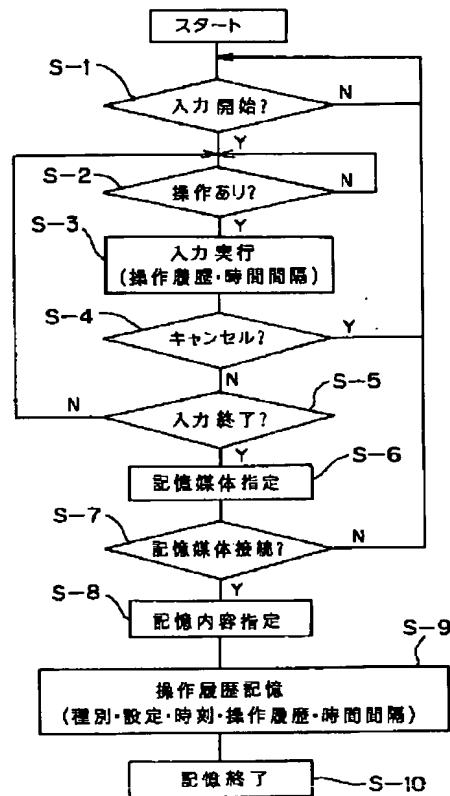 スタート
S-1
入力開始?
N
Y
S-2
操作あり?
N
Y
S-3
入力実行
(操作履歴・時間間隔)
S-4
キャンセル?
Y
N
S-5
入力終了?
N
Y
S-6
記憶媒体指定
S-7
記憶媒体接続?
N
Y
S-8
記憶内容指定
S-9
操作履歴記憶
(種別・設定・時刻・操作履歴・時間間隔)
記憶終了
S-10